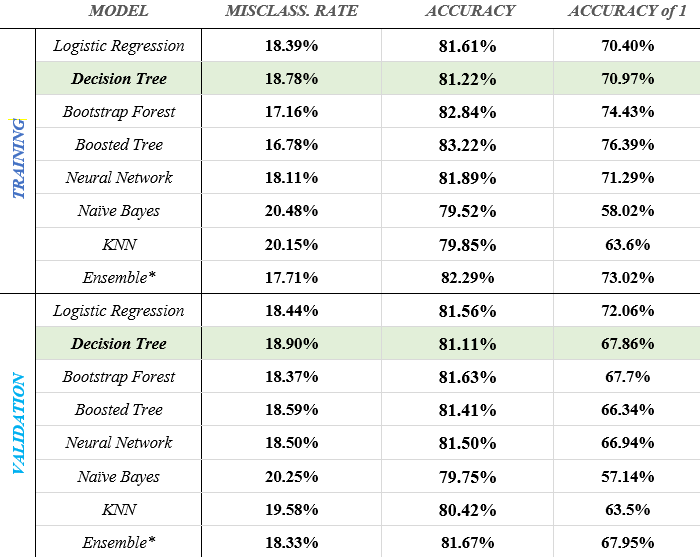 MODEL MISCLASS. RATE ACCURACY ACCURACY of 1
TRAINING
Logistic Regression 18.39% 81.61% 70.40%
Decision Tree 18.78% 81.22% 70.97%
Bootstrap Forest 17.16% 82.84% 74.43%
Boosted Tree 16.78% 83.22% 76.39%
Neural Network 18.11% 81.89% 71.29%
Naïve Bayes 20.48% 79.52% 58.02%
KNN 20.15% 79.85% 63.6%
Ensemble* 17.71% 82.29% 73.02%
VALIDATION
Logistic Regression 18.44% 81.56% 72.06%
Decision Tree 18.90% 81.11% 67.86%
Bootstrap Forest 18.37% 81.63% 67.7%
Boosted Tree 18.59% 81.41% 66.34%
Neural Network 18.50% 81.50% 66.94%
Naïve Bayes 20.25% 79.75% 57.14%
KNN 19.58% 80.42% 63.5%
Ensemble* 18.33% 81.67% 67.95%